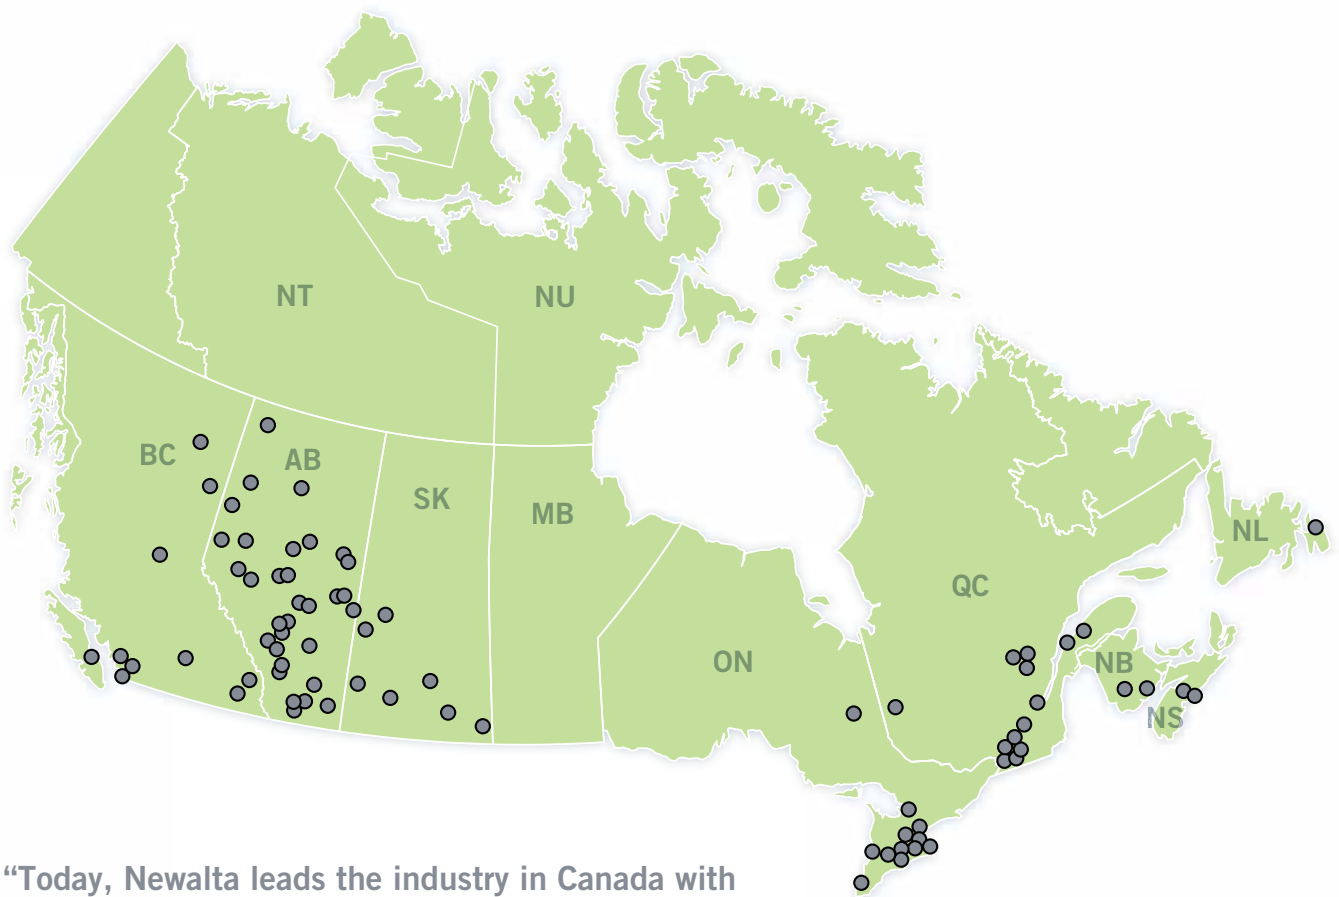 NT
NU
BC
AB
SK
MB
NL
QC
ON
NB
NS
“Today, Newalta leads the industry in Canada with